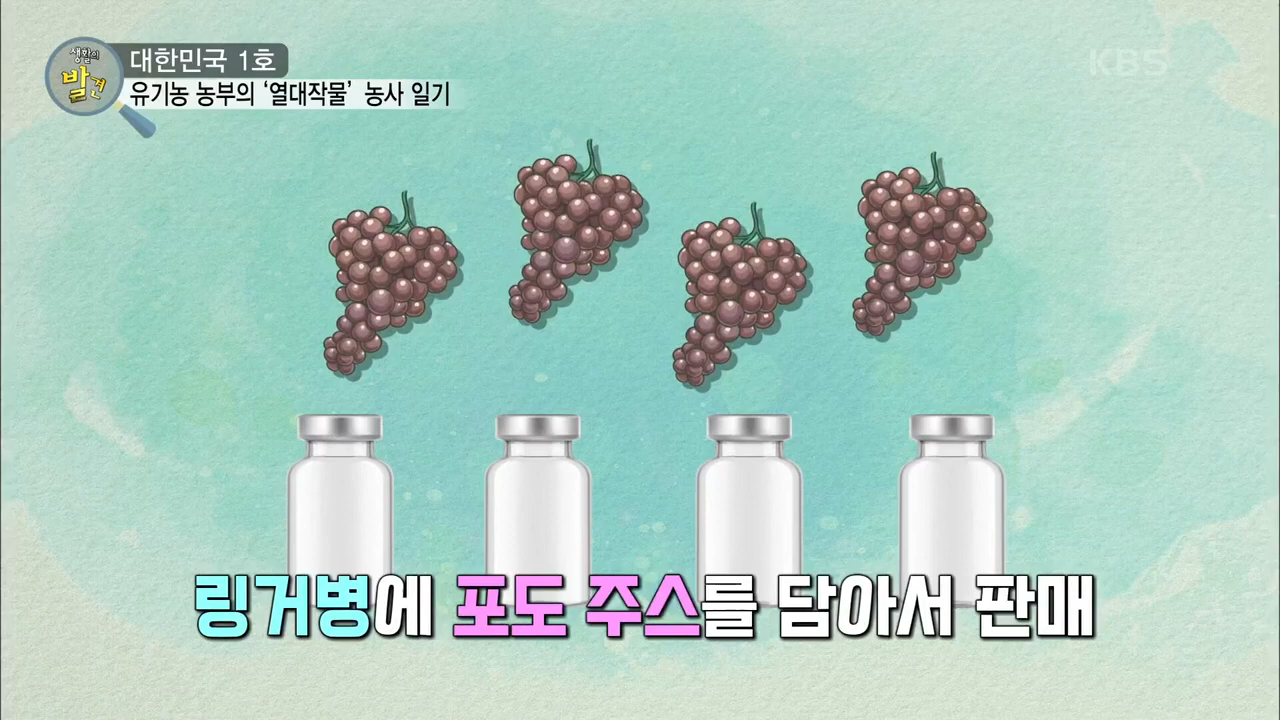 생활의
발견
대한민국 1호
유기농 농부의 ‘열대작물’ 농사 일기
KBS
링거병에 포도 주스를 담아서 판매